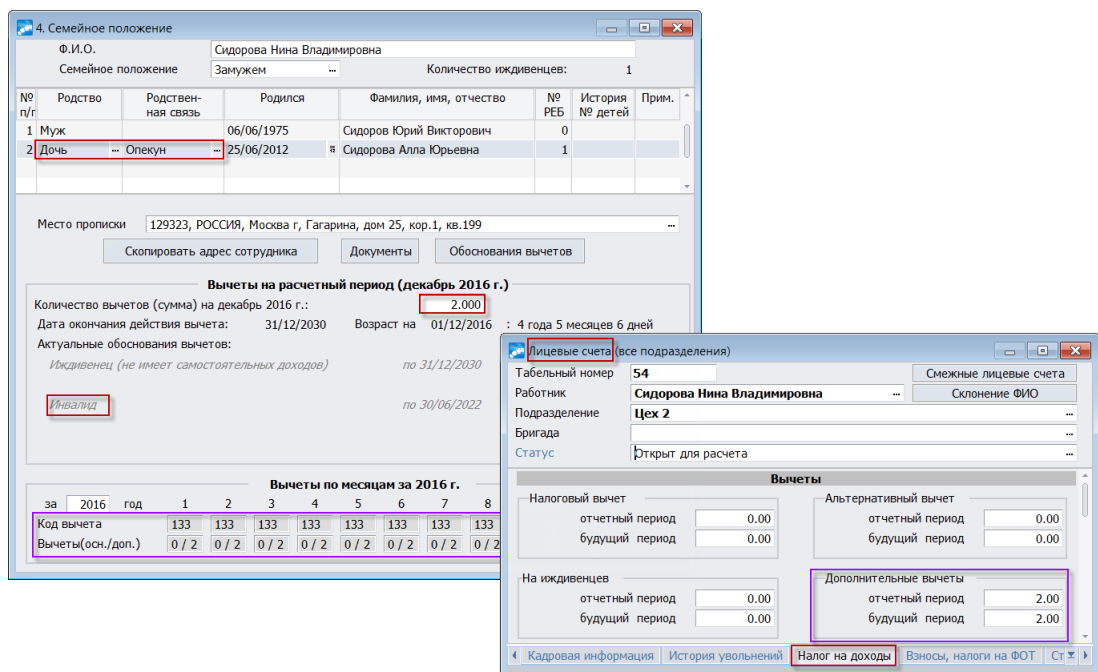 4. Семейное положение
Ф.И.О. Сидорова Нина Владимировна
Семейное положение Замужем ... Количество иждивенцев: 1
№ п/п Родство Родствен-ная связь Родился Фамилия, имя, отчество № РЕБ История № детей Прим.
1 Муж 06/06/1975 Сидоров Юрий Викторович 0
2 Дочь ... Опекун ... 25/06/2012 Сидорова Алла Юрьевна 1
Место прописки 129323, РОССИЯ, Москва г, Гагарина, дом 25, кор.1, кв.199 ...
Скопировать адрес сотрудника Документы Обоснования вычетов
Вычеты на расчетный период (декабрь 2016 г.)
Количество вычетов (сумма) на декабрь 2016 г.: 2.000
Дата окончания действия вычета: 31/12/2030 Возраст на 01/12/2016 : 4 года 5 месяцев 6 дней
Актуальные обоснования вычетов:
Иждивенец (не имеет самостоятельных доходов) по 31/12/2030
Инвалид по 30/06/2022
Вычеты по месяцам за 2016 г.
за 2016 год 1 2 3 4 5 6 7 8
Код вычета 133 133 133 133 133 133 133 133
Вычеты(осн./доп.) 0 / 2 0 / 2 0 / 2 0 / 2 0 / 2 0 / 2 0 / 2 0 / 2
Лицевые счета (все подразделения)
Табельный номер 54 Смежные лицевые счета
Работник Сидорова Нина Владимировна ... Склонение ФИО
Подразделение Цех 2 ...
Бригада ...
Статус Открыт для расчета ...
Вычеты
Налоговый вычет Альтернативный вычет
отчетный период 0.00 отчетный период 0.00
будущий период 0.00 будущий период 0.00
На иждивенцев Дополнительные вычеты
отчетный период 0.00 отчетный период 2.00
будущий период 0.00 будущий период 2.00
Кадровая информация История увольнений Налог на доходы Взносы, налоги на ФОТ Ст